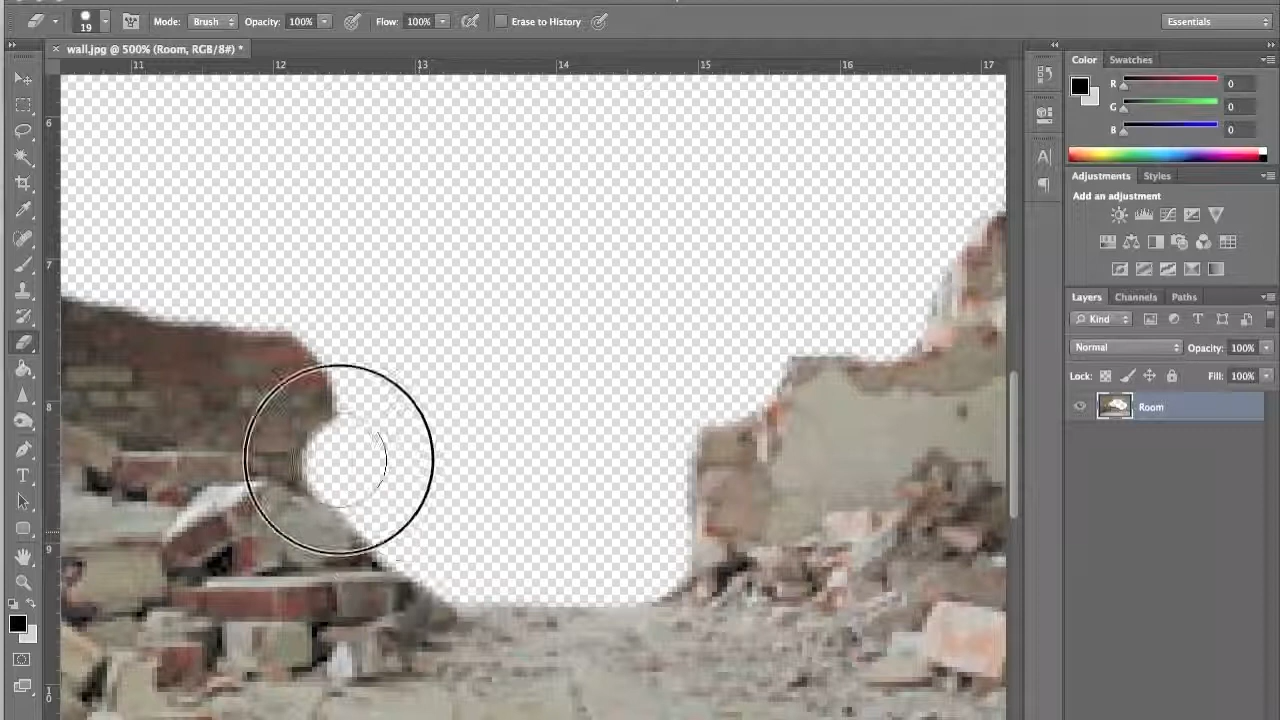 19 Mode: Brush Opacity: 100% Flow: 100% Erase to History Essentials
× wall.jpg @ 500% (Room, RGB/8#) *
11 12 13 14 15 16 17
6
7
8
9
10
Color Swatches
R 0
G 0
B 0
Adjustments Styles
Add an adjustment
Layers Channels Paths
Kind
Normal Opacity: 100%
Lock: Fill: 100%
Room